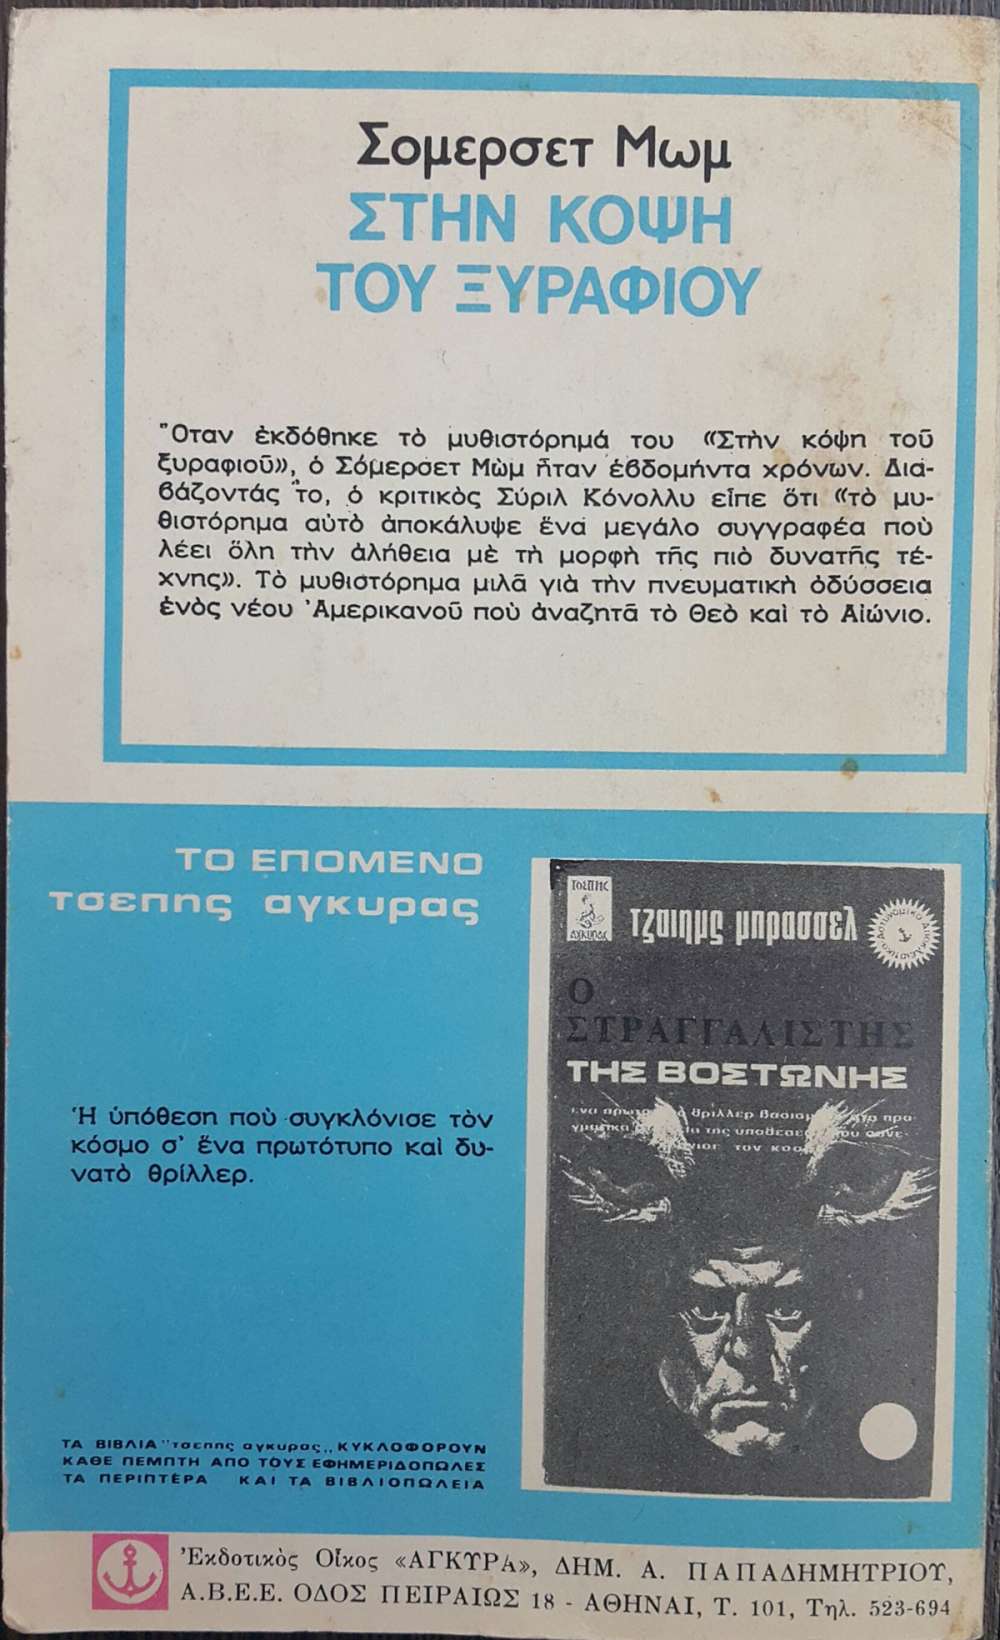 Σομερσετ Μωμ
ΣΤΗΝ ΚΟΨΗ
ΤΟΥ ΞΥΡΑΦΙΟΥ
Ὅταν ἐκδόθηκε τὸ μυθιστόρημά του «Στὴν κόψη τοῦ
ξυραφιοῦ», ὁ Σόμερσετ Μὼμ ἦταν ἑβδομήντα χρόνων. Δια-
βάζοντάς το, ὁ κριτικὸς Σύριλ Κόνολλυ εἶπε ὅτι «τὸ μυ-
θιστόρημα αὐτὸ ἀποκάλυψε ἕνα μεγάλο συγγραφέα ποὺ
λέει ὅλη τὴν ἀλήθεια μὲ τὴ μορφὴ τῆς πιὸ δυνατῆς τέ-
χνης». Τὸ μυθιστόρημα μιλᾶ γιὰ τὴν πνευματικὴ ὀδύσσεια
ἑνὸς νέου Ἀμερικανοῦ ποὺ ἀναζητᾶ τὸ Θεὸ καὶ τὸ Αἰώνιο.
ΤΟ ΕΠΟΜΕΝΟ
τσεπης αγκυρας
ΤΣΕΠΗΣ
ΑΓΚΥΡΑΣ
τζαιημς μπρασσελ
Ο
ΣΤΡΑΓΓΑΛΙΣΤΗΣ
ΤΗΣ ΒΟΣΤΩΝΗΣ
ενα θριλλερ
της υποθεσε
τον
Ἡ ὑπόθεση ποὺ συγκλόνισε τὸν
κόσμο σ' ἕνα πρωτότυπο καὶ δυ-
νατὸ θρίλλερ.
ΤΑ ΒΙΒΛΙΑ "τσεπης αγκυρας,, ΚΥΚΛΟΦΟΡΟΥΝ
ΚΑΘΕ ΠΕΜΠΤΗ ΑΠΟ ΤΟΥΣ ΕΦΗΜΕΡΙΔΟΠΩΛΕΣ
ΤΑ ΠΕΡΙΠΤΕΡΑ ΚΑΙ ΤΑ ΒΙΒΛΙΟΠΩΛΕΙΑ
Ἐκδοτικὸς Οἶκος «ΑΓΚΥΡΑ», ΔΗΜ. Α. ΠΑΠΑΔΗΜΗΤΡΙΟΥ,
Α.Β.Ε.Ε. ΟΔΟΣ ΠΕΙΡΑΙΩΣ 18 - ΑΘΗΝΑΙ, Τ. 101, Τηλ. 523-694